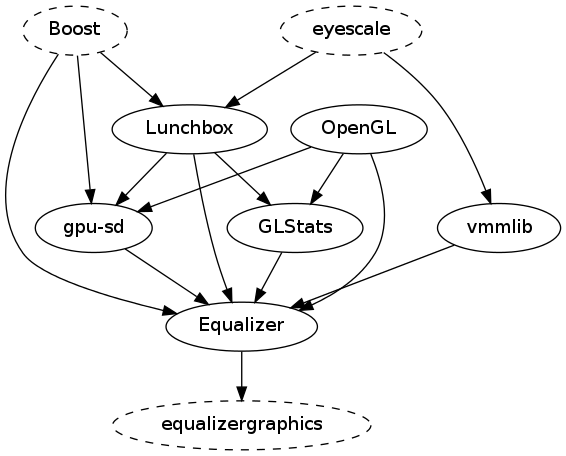 Boost
eyescale
Lunchbox
OpenGL
gpu-sd
GLStats
vmmlib
Equalizer
equalizergraphics